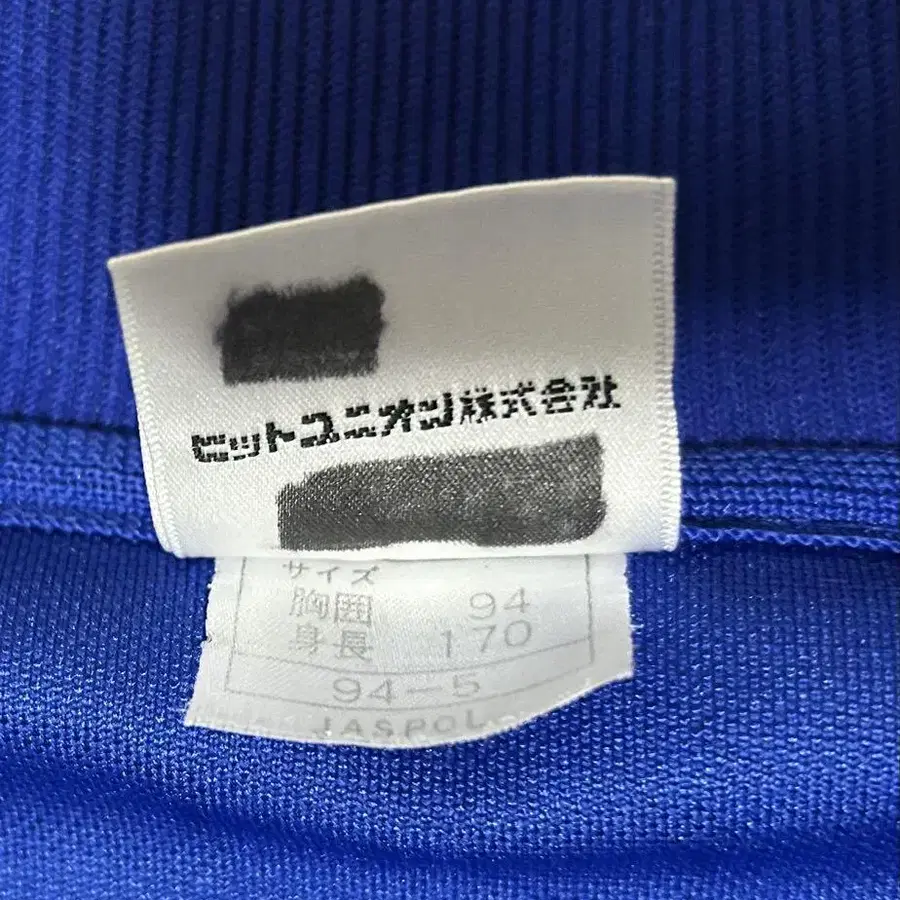 ヒットユニオン株式会社
サイズ
胸囲 94
身長 170
94-5
JASPOL